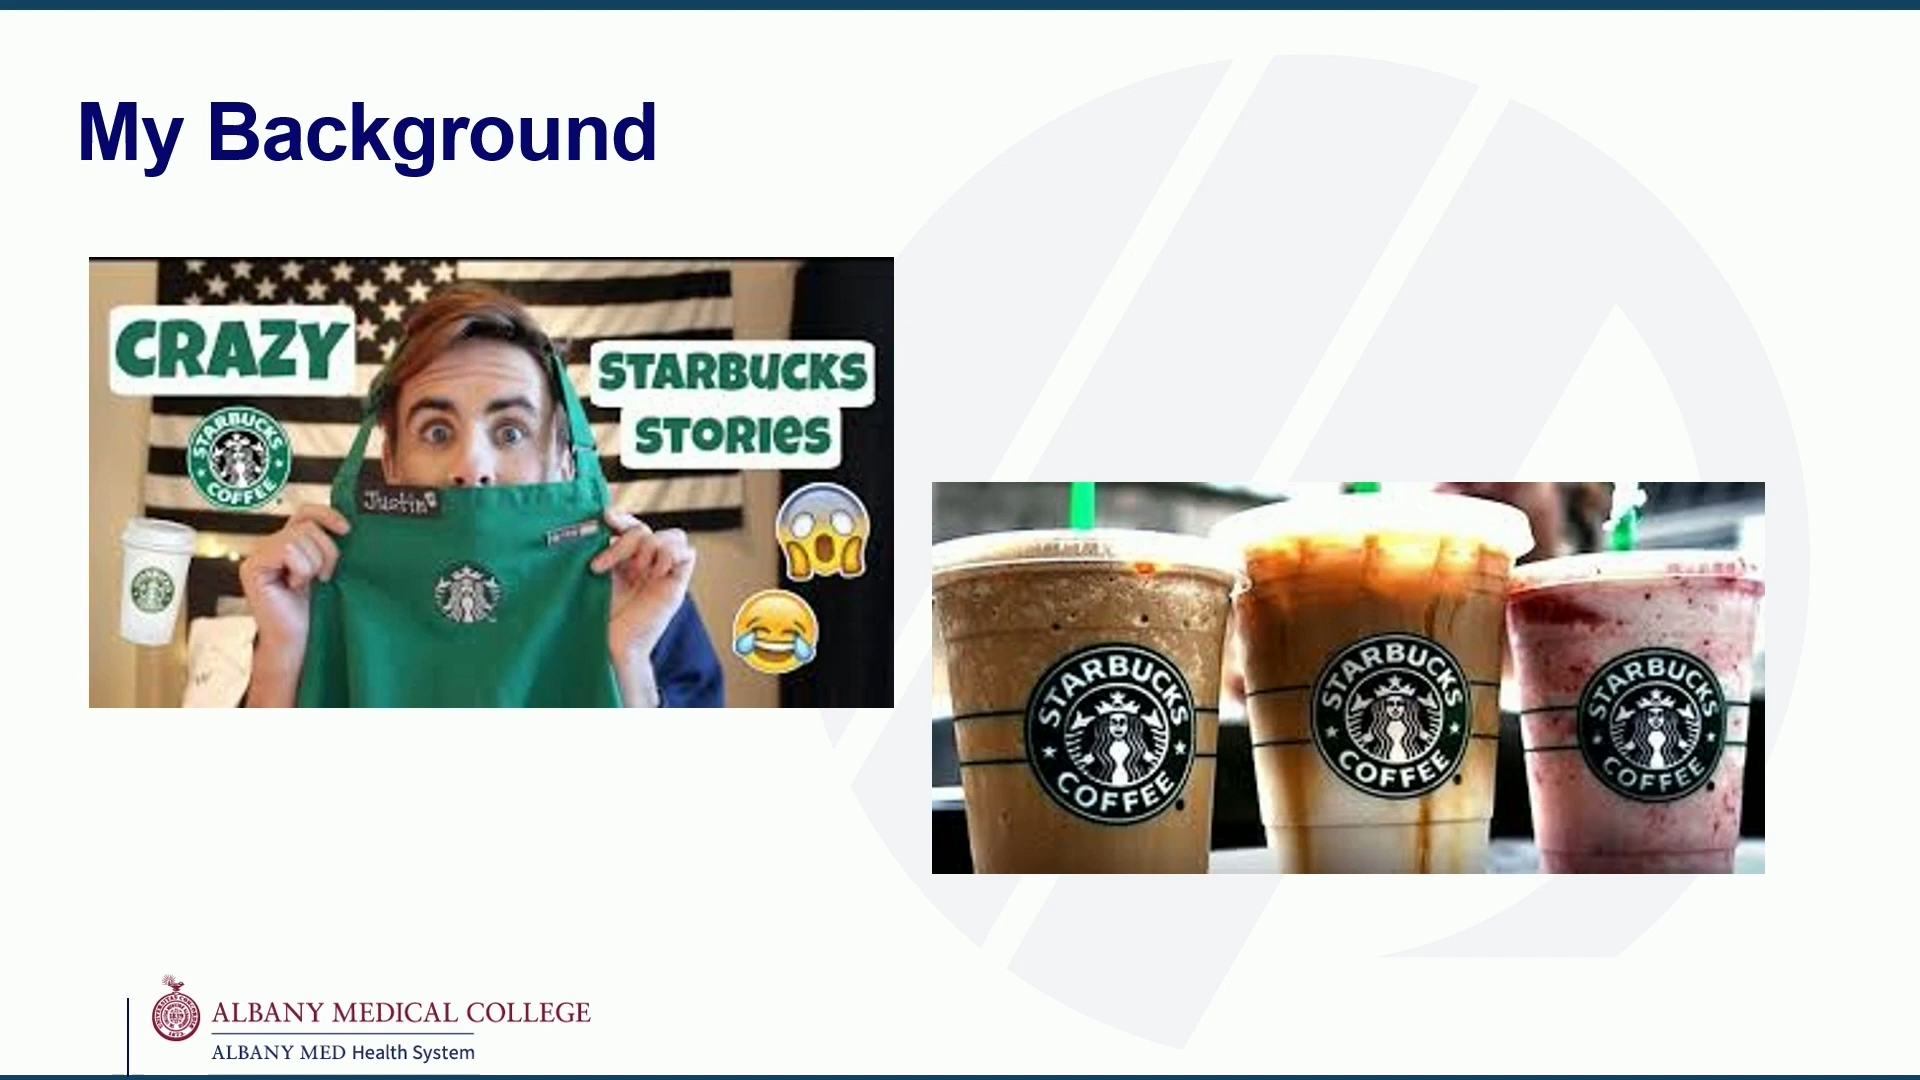 My Background
CRAZY
STARBUCKS
STORIES
STARBUCKS
COFFEE
Justin
STARBUCKS
COFFEE
STARBUCKS
COFFEE
STARBUCKS
COFFEE
ALBANY MEDICAL COLLEGE
ALBANY MED Health System